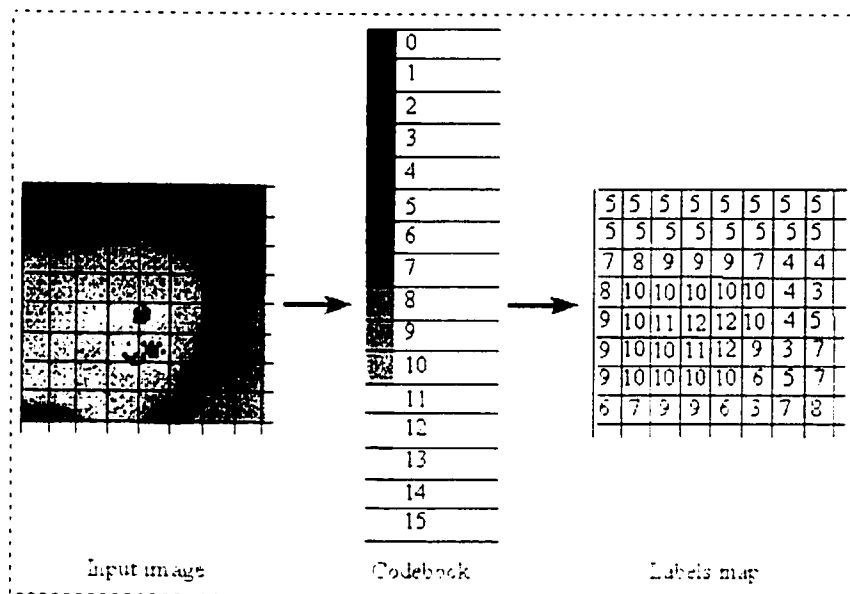 0
1
2
3
4
5
6
7
8
9
10
11
12
13
14
15
5 5 5 5 5 5 5 5
5 5 5 5 5 5 5 5
7 8 9 9 9 7 4 4
8 10 10 10 10 10 4 3
9 10 11 12 12 10 4 5
9 10 10 11 12 9 3 7
9 10 10 10 10 6 5 7
6 7 9 9 6 3 7 8
Input image
Codebook
Labels map